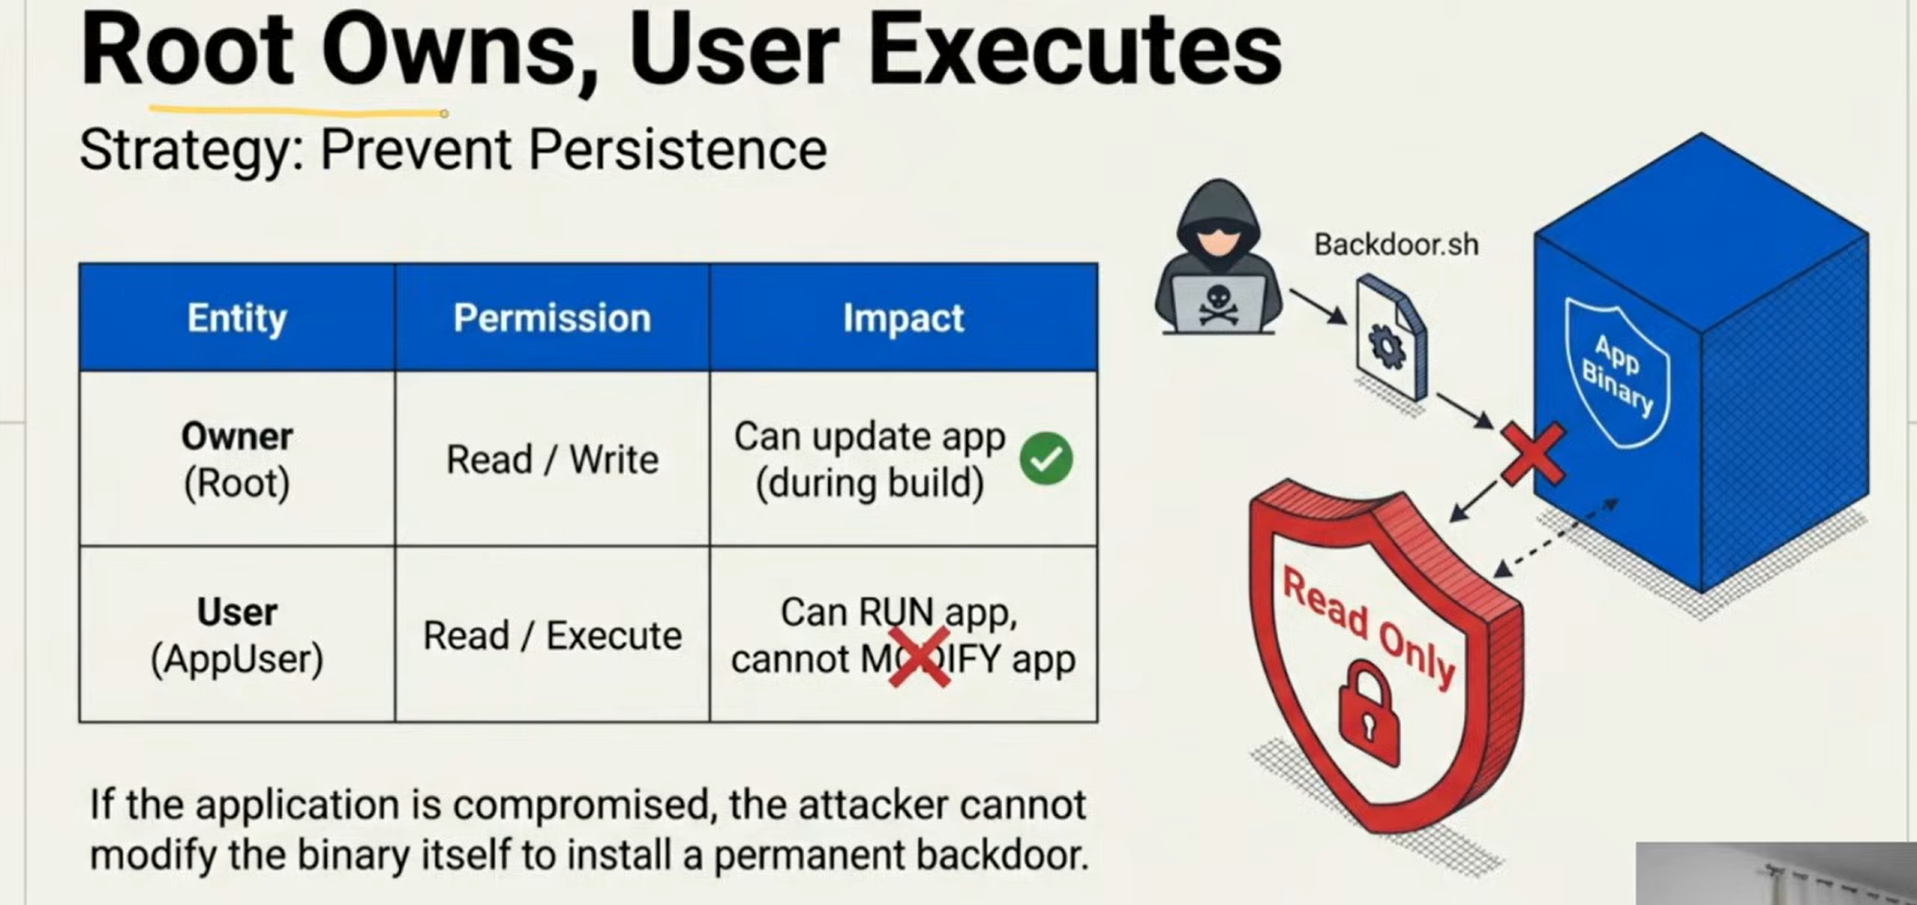 Root Owns, User Executes
Strategy: Prevent Persistence
Entity
Permission
Impact
Owner
(Root)
Read / Write
Can update app
(during build)
User
(AppUser)
Read / Execute
Can RUN app,
cannot MODIFY app
If the application is compromised, the attacker cannot
modify the binary itself to install a permanent backdoor.
Backdoor.sh
App
Binary
Read Only